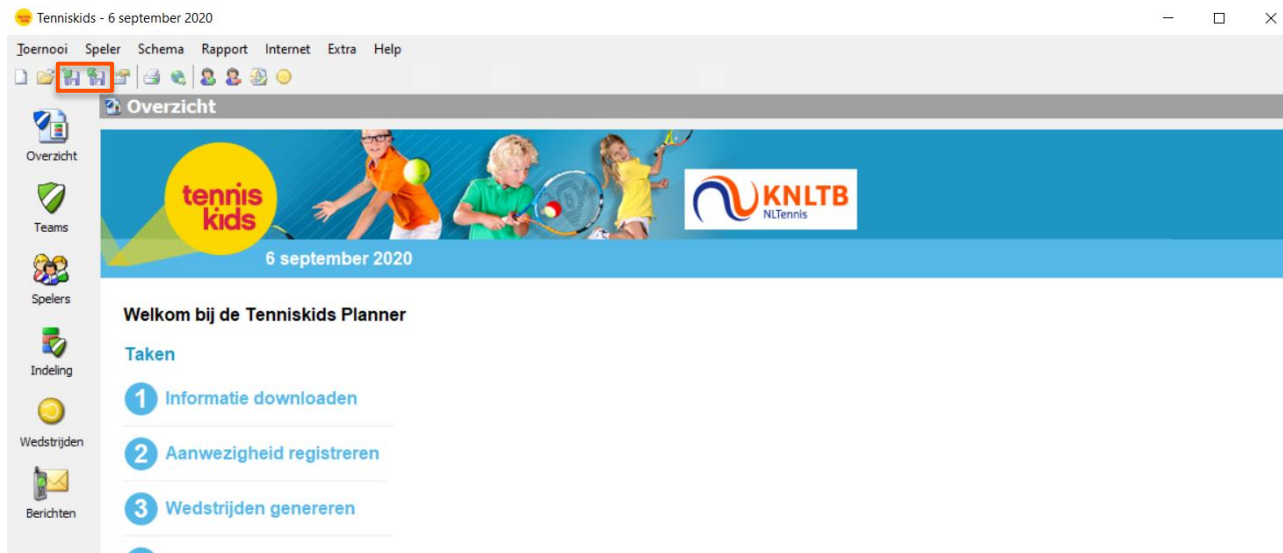 Tenniskids - 6 september 2020
Toernooi Speler Schema Rapport Internet Extra Help
Overzicht
Overzicht
Teams
Spelers
Indeling
Wedstrijden
Berichten
tennis
kids
KNLTB
NLTennis
6 september 2020
Welkom bij de Tenniskids Planner
Taken
1 Informatie downloaden
2 Aanwezigheid registreren
3 Wedstrijden genereren